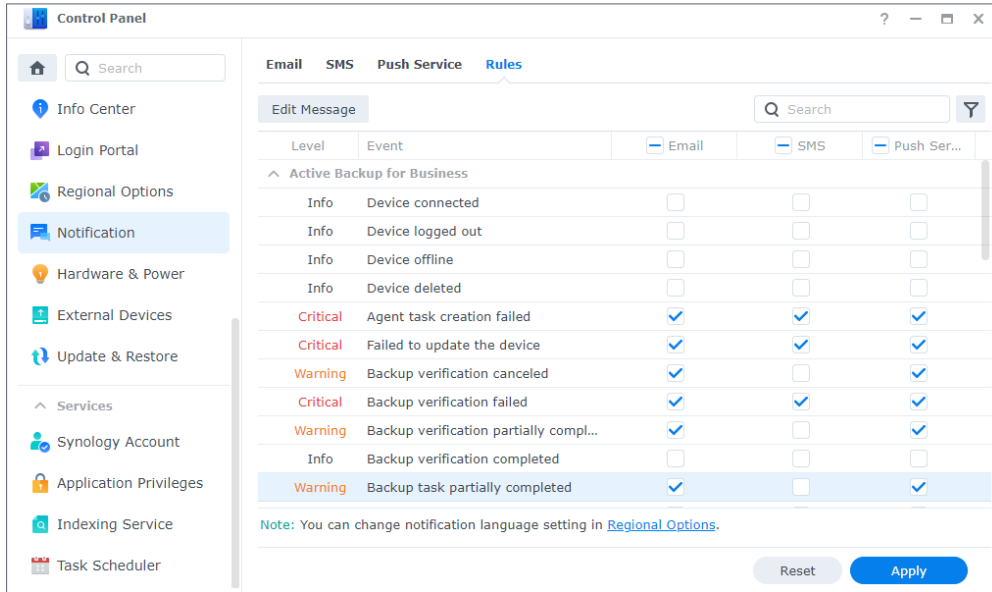 Control Panel
?
Search
Info Center
Login Portal
Regional Options
Notification
Hardware & Power
External Devices
Update & Restore
Services
Synology Account
Application Privileges
Indexing Service
Task Scheduler
Email SMS Push Service Rules
Edit Message
Search
Level Event Email SMS Push Ser...
Active Backup for Business
Info Device connected
Info Device logged out
Info Device offline
Info Device deleted
Critical Agent task creation failed
Critical Failed to update the device
Warning Backup verification canceled
Critical Backup verification failed
Warning Backup verification partially compl...
Info Backup verification completed
Warning Backup task partially completed
Note: You can change notification language setting in Regional Options.
Reset Apply